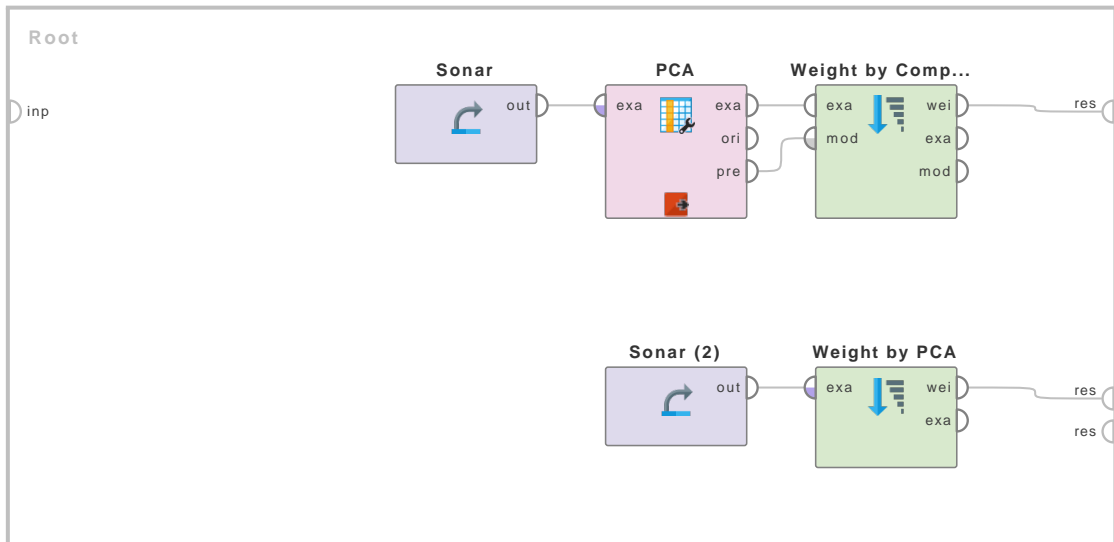 Root
inp
Sonar
out
PCA
exa
exa
ori
pre
Weight by Comp...
exa
wei
mod
exa
mod
res
Sonar (2)
out
Weight by PCA
exa
wei
exa
res
res